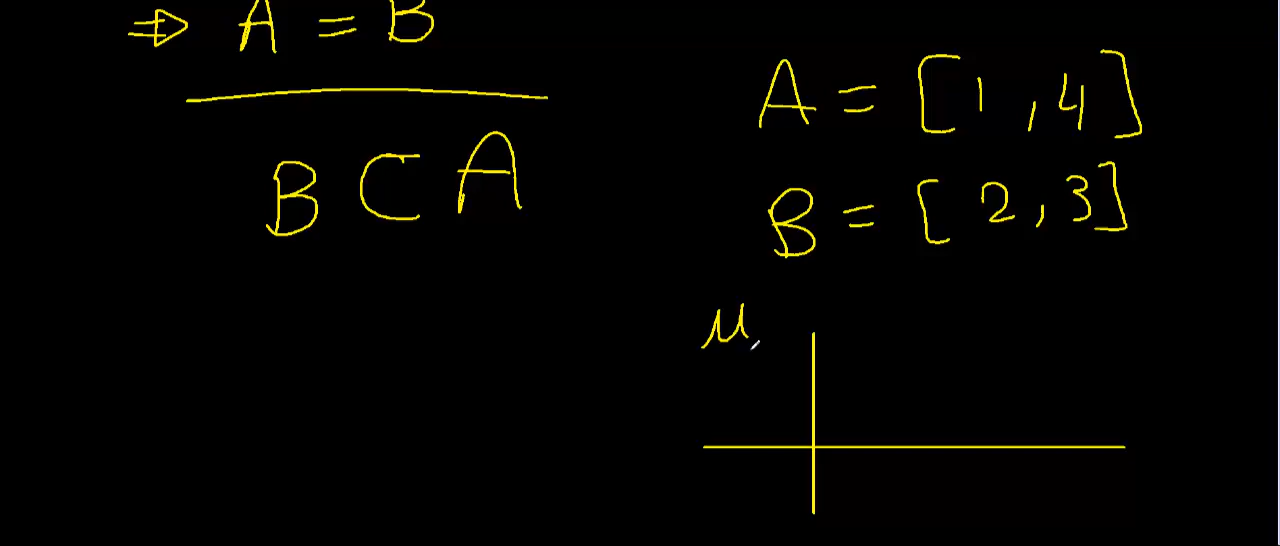 ⇒ A = B
B ⊂ A
A = [1, 4]
B = [2, 3]
μ